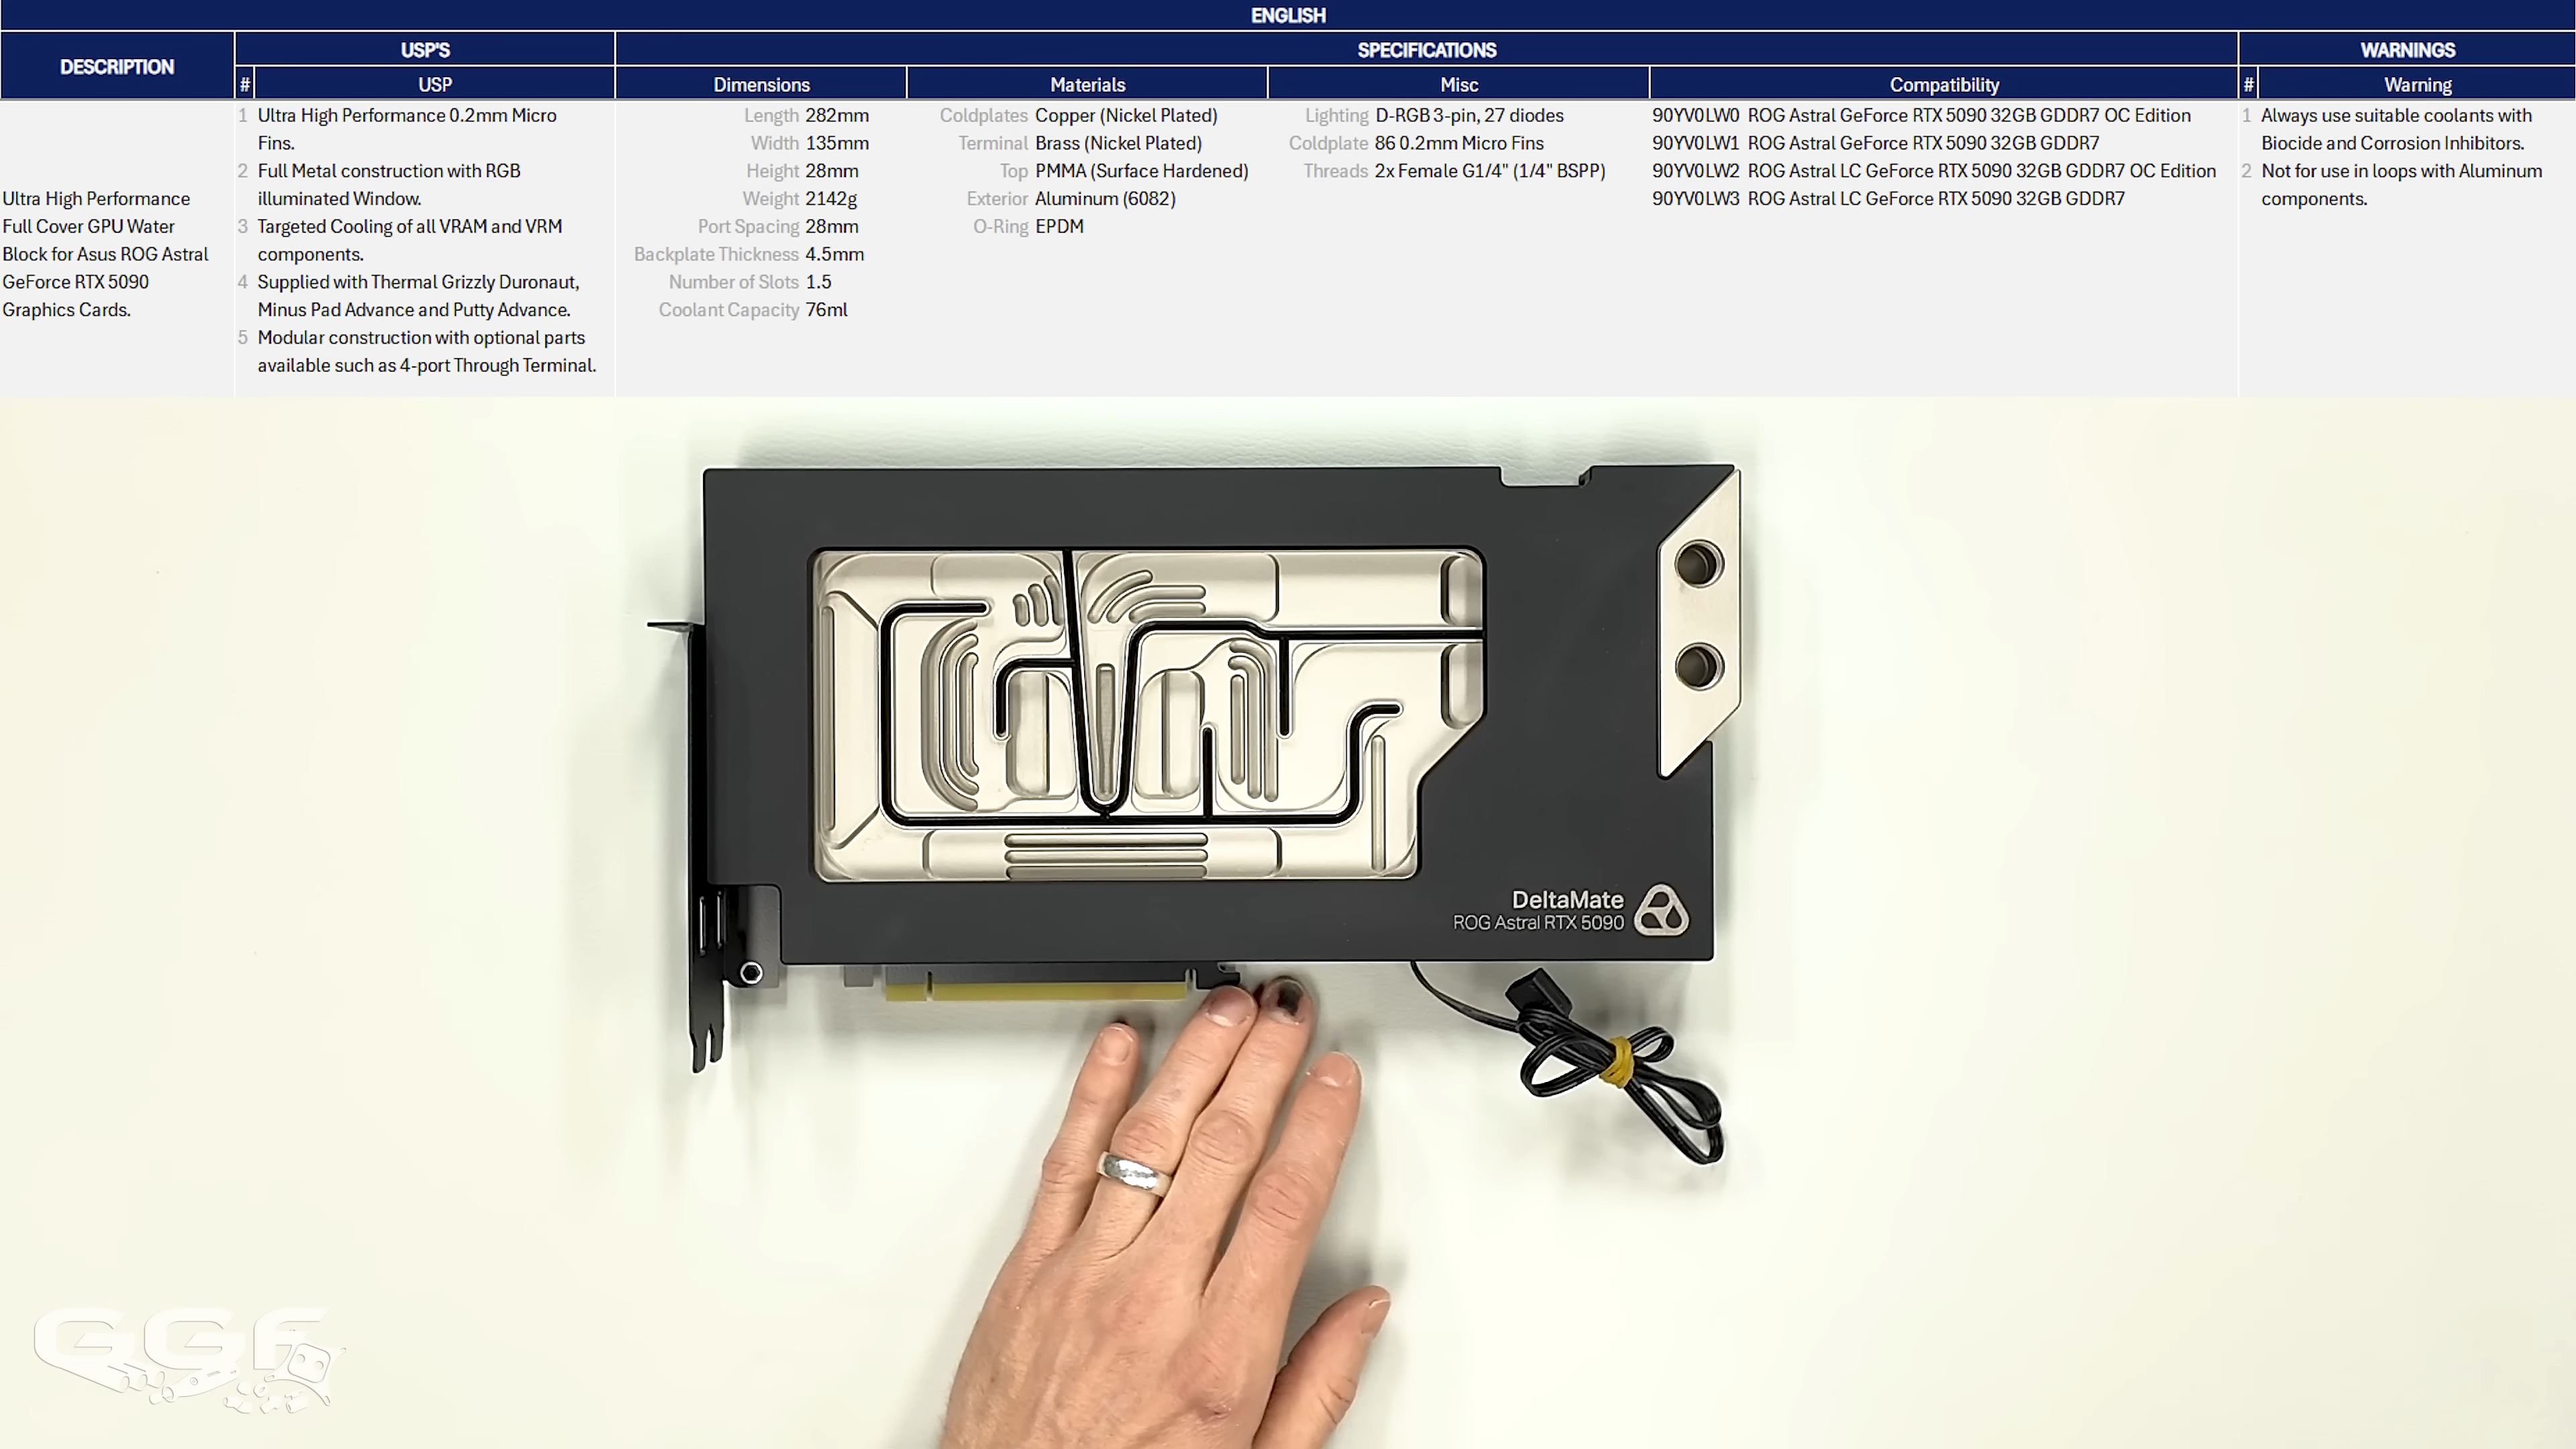 ENGLISH
DESCRIPTION
USP'S
SPECIFICATIONS
WARNINGS
# USP
Dimensions
Materials
Misc
Compatibility
# Warning
Ultra High Performance
Full Cover GPU Water
Block for Asus ROG Astral
GeForce RTX 5090
Graphics Cards.
1 Ultra High Performance 0.2mm Micro
Fins.
2 Full Metal construction with RGB
illuminated Window.
3 Targeted Cooling of all VRAM and VRM
components.
4 Supplied with Thermal Grizzly Duronaut,
Minus Pad Advance and Putty Advance.
5 Modular construction with optional parts
available such as 4-port Through Terminal.
Length 282mm
Width 135mm
Height 28mm
Weight 2142g
Port Spacing 28mm
Backplate Thickness 4.5mm
Number of Slots 1.5
Coolant Capacity 76ml
Coldplates Copper (Nickel Plated)
Terminal Brass (Nickel Plated)
Top PMMA (Surface Hardened)
Exterior Aluminum (6082)
O-Ring EPDM
Lighting D-RGB 3-pin, 27 diodes
Coldplate 86 0.2mm Micro Fins
Threads 2x Female G1/4" (1/4" BSPP)
90YV0LW0 ROG Astral GeForce RTX 5090 32GB GDDR7 OC Edition
90YV0LW1 ROG Astral GeForce RTX 5090 32GB GDDR7
90YV0LW2 ROG Astral LC GeForce RTX 5090 32GB GDDR7 OC Edition
90YV0LW3 ROG Astral LC GeForce RTX 5090 32GB GDDR7
1 Always use suitable coolants with
Biocide and Corrosion Inhibitors.
2 Not for use in loops with Aluminum
components.
DeltaMate
ROG Astral RTX 5090
GGF